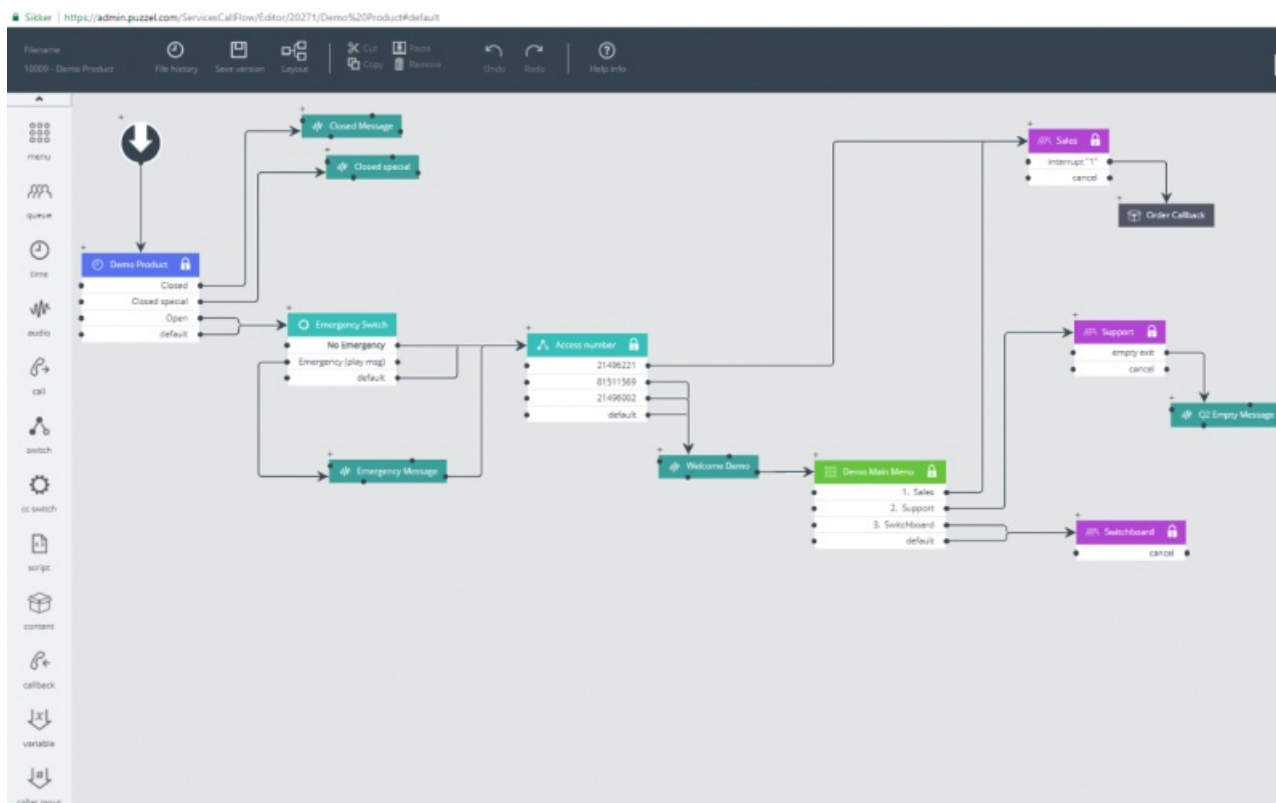 Sikker | https://admin.puzzel.com/ServicesCallFlow/Editor/20271/Demo%20Product#default
Filename
10009 - Demo Product
File history
Save version
Layout
Cut
Copy
Paste
Remove
Undo
Redo
Help info
menu
queue
time
audio
call
switch
cc switch
script
content
callback
variable
caller input
Closed Message
Closed special
Demo Product
Closed
Closed special
Open
default
Emergency Switch
No Emergency
Emergency (play msg)
default
Emergency Message
Access number
21496221
81511569
21496002
default
Welcome Demo
Demo Main Menu
1. Sales
2. Support
3. Switchboard
default
Sales
interrupt "1"
cancel
Order Callback
Support
empty exit
cancel
Q2 Empty Message
Switchboard
cancel